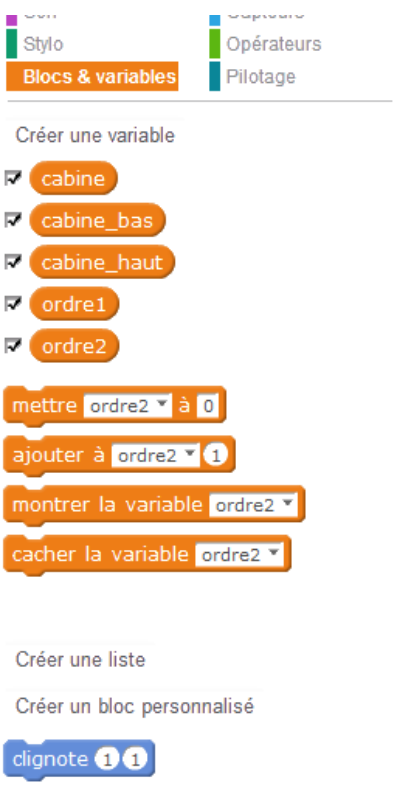 Stylo
Opérateurs
Blocs & variables
Pilotage
Créer une variable
cabine
cabine_bas
cabine_haut
ordre1
ordre2
mettre ordre2 à 0
ajouter à ordre2 1
montrer la variable ordre2
cacher la variable ordre2
Créer une liste
Créer un bloc personnalisé
clignote 1 1